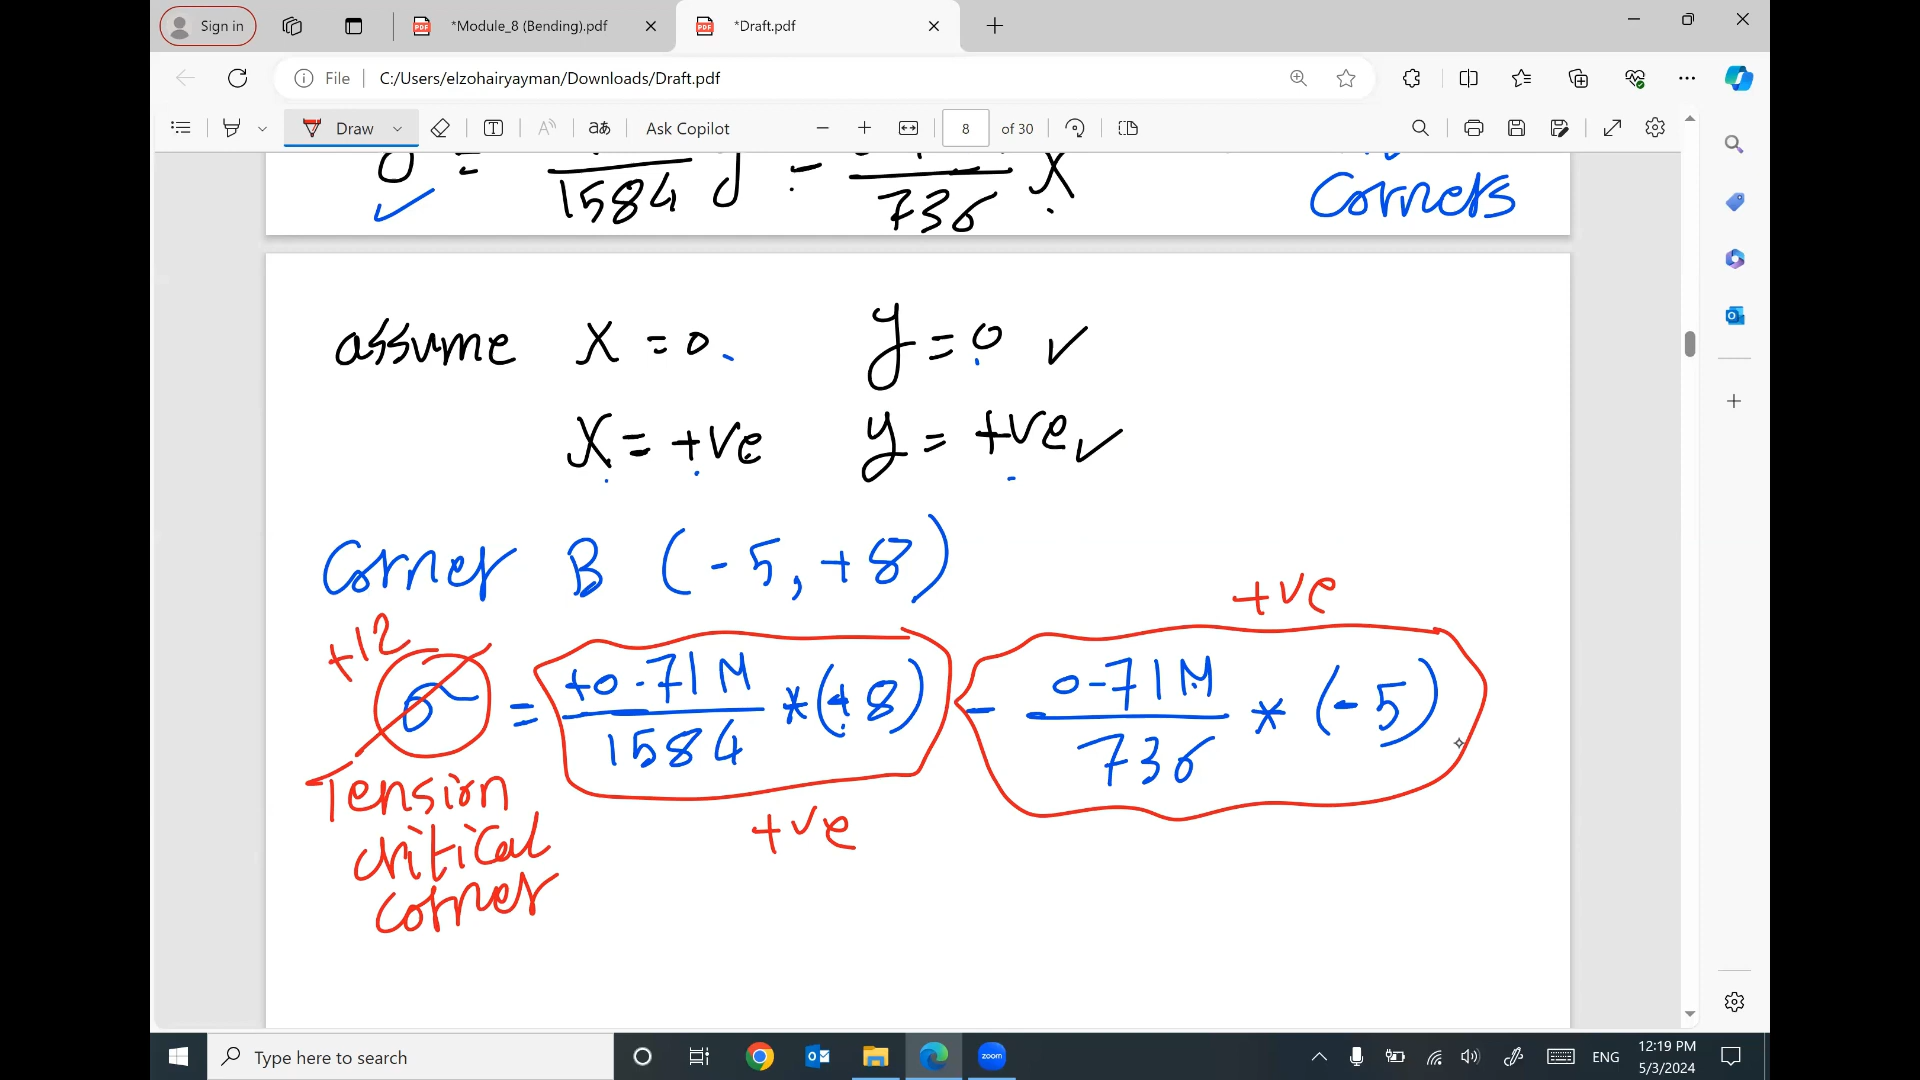 Sign in
*Module_8 (Bending).pdf
*Draft.pdf
File C:/Users/elzohairyayman/Downloads/Draft.pdf
Draw
aあ
Ask Copilot
8 of 30
1584 y - 736 x
Corners
assume x = 0 y = 0 ✓
x = +ve y = +ve ✓
Corner B (-5, +8)
+ve
+12
σ = +0.71M/1584 * (+8) - 0.71M/736 * (-5)
Tension
critical
corner
+ve
Type here to search
zoom
ENG
12:19 PM
5/3/2024